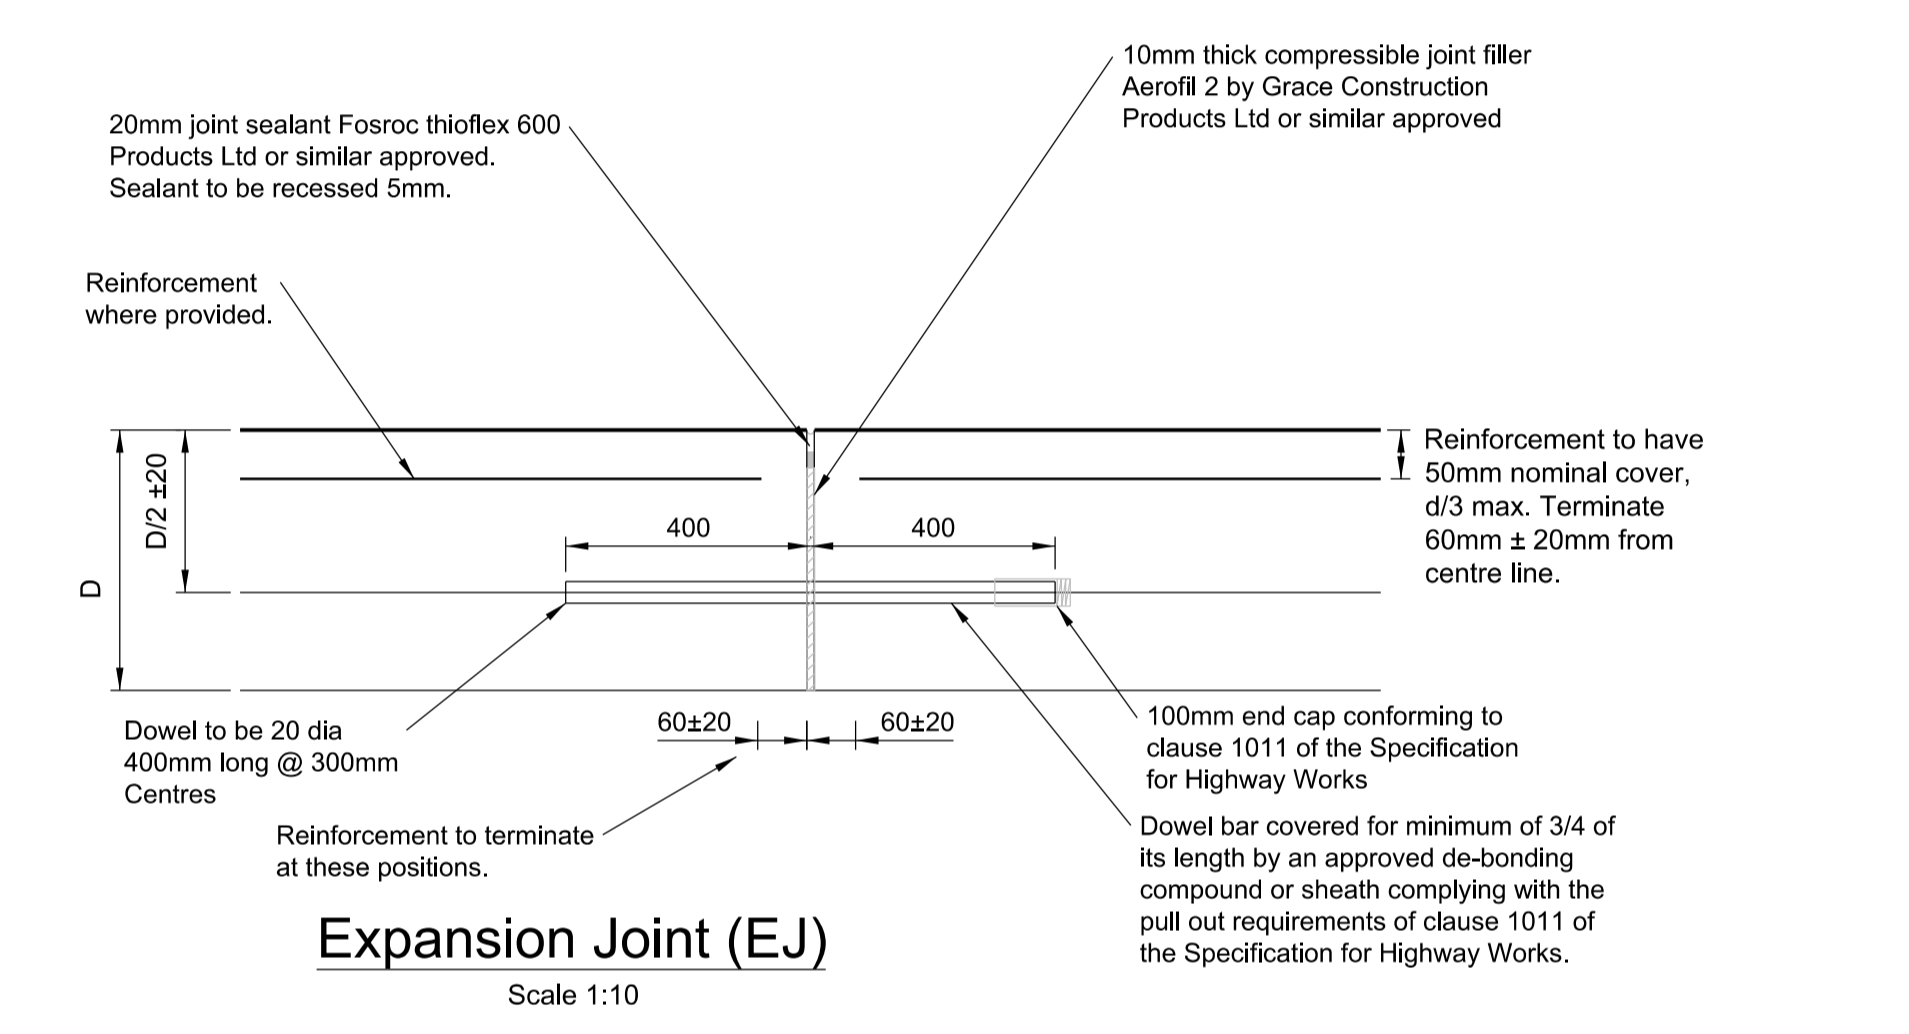 10mm thick compressible joint filler
Aerofil 2 by Grace Construction
Products Ltd or similar approved
20mm joint sealant Fosroc thioflex 600
Products Ltd or similar approved.
Sealant to be recessed 5mm.
Reinforcement
where provided.
Reinforcement to have
50mm nominal cover,
d/3 max. Terminate
60mm ± 20mm from
centre line.
D/2 ±20
D
400
400
60±20
60±20
Dowel to be 20 dia
400mm long @ 300mm
Centres
100mm end cap conforming to
clause 1011 of the Specification
for Highway Works
Reinforcement to terminate
at these positions.
Dowel bar covered for minimum of 3/4 of
its length by an approved de-bonding
compound or sheath complying with the
pull out requirements of clause 1011 of
the Specification for Highway Works.
Expansion Joint (EJ)
Scale 1:10